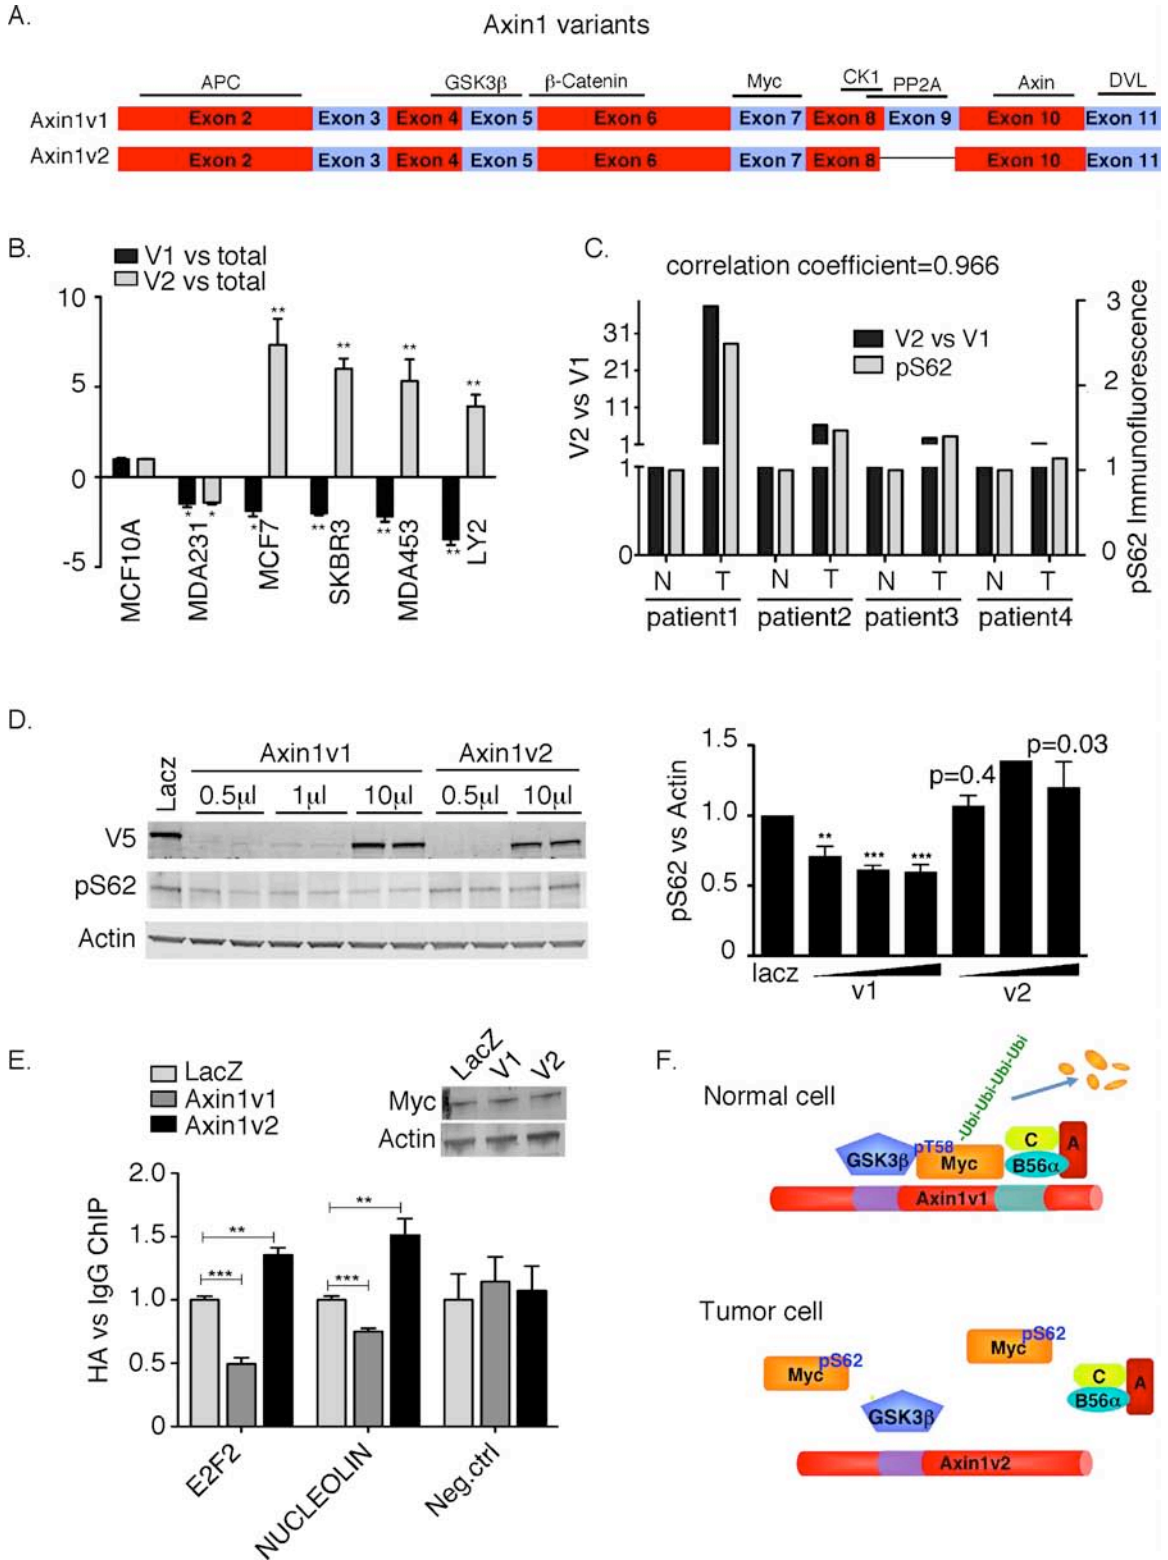 A.
Axin1 variants
APC GSK3β β-Catenin Myc CK1 PP2A Axin DVL
Axin1v1 Exon 2 Exon 3 Exon 4 Exon 5 Exon 6 Exon 7 Exon 8 Exon 9 Exon 10 Exon 11
Axin1v2 Exon 2 Exon 3 Exon 4 Exon 5 Exon 6 Exon 7 Exon 8 Exon 10 Exon 11
B.
V1 vs total
V2 vs total
10
5
0
-5
** ** ** **
* * * ** ** **
MCF10A MDA231 MCF7 SKBR3 MDA453 LY2
C.
correlation coefficient=0.966
V2 vs V1
pS62
V2 vs V1
31
21
11
1
1
0
pS62 Immunofluorescence
3
2
1
0
N T N T N T N T
patient1 patient2 patient3 patient4
D.
Lacz Axin1v1 Axin1v2
0.5μl 1μl 10μl 0.5μl 10μl
V5
pS62
Actin
pS62 vs Actin
1.5
1.0
0.5
0
** *** *** p=0.4 p=0.03
lacz v1 v2
E.
LacZ
Axin1v1
Axin1v2
LacZ V1 V2
Myc
Actin
HA vs IgG ChIP
2.0
1.5
1.0
0.5
0
** **
*** ***
E2F2 NUCLEOLIN Neg.ctrl
F.
Normal cell
-Ubi-Ubi-Ubi-Ubi
GSK3β pT58 Myc C B56α A
Axin1v1
Tumor cell
Myc pS62
Myc pS62
GSK3β
C B56α A
Axin1v2